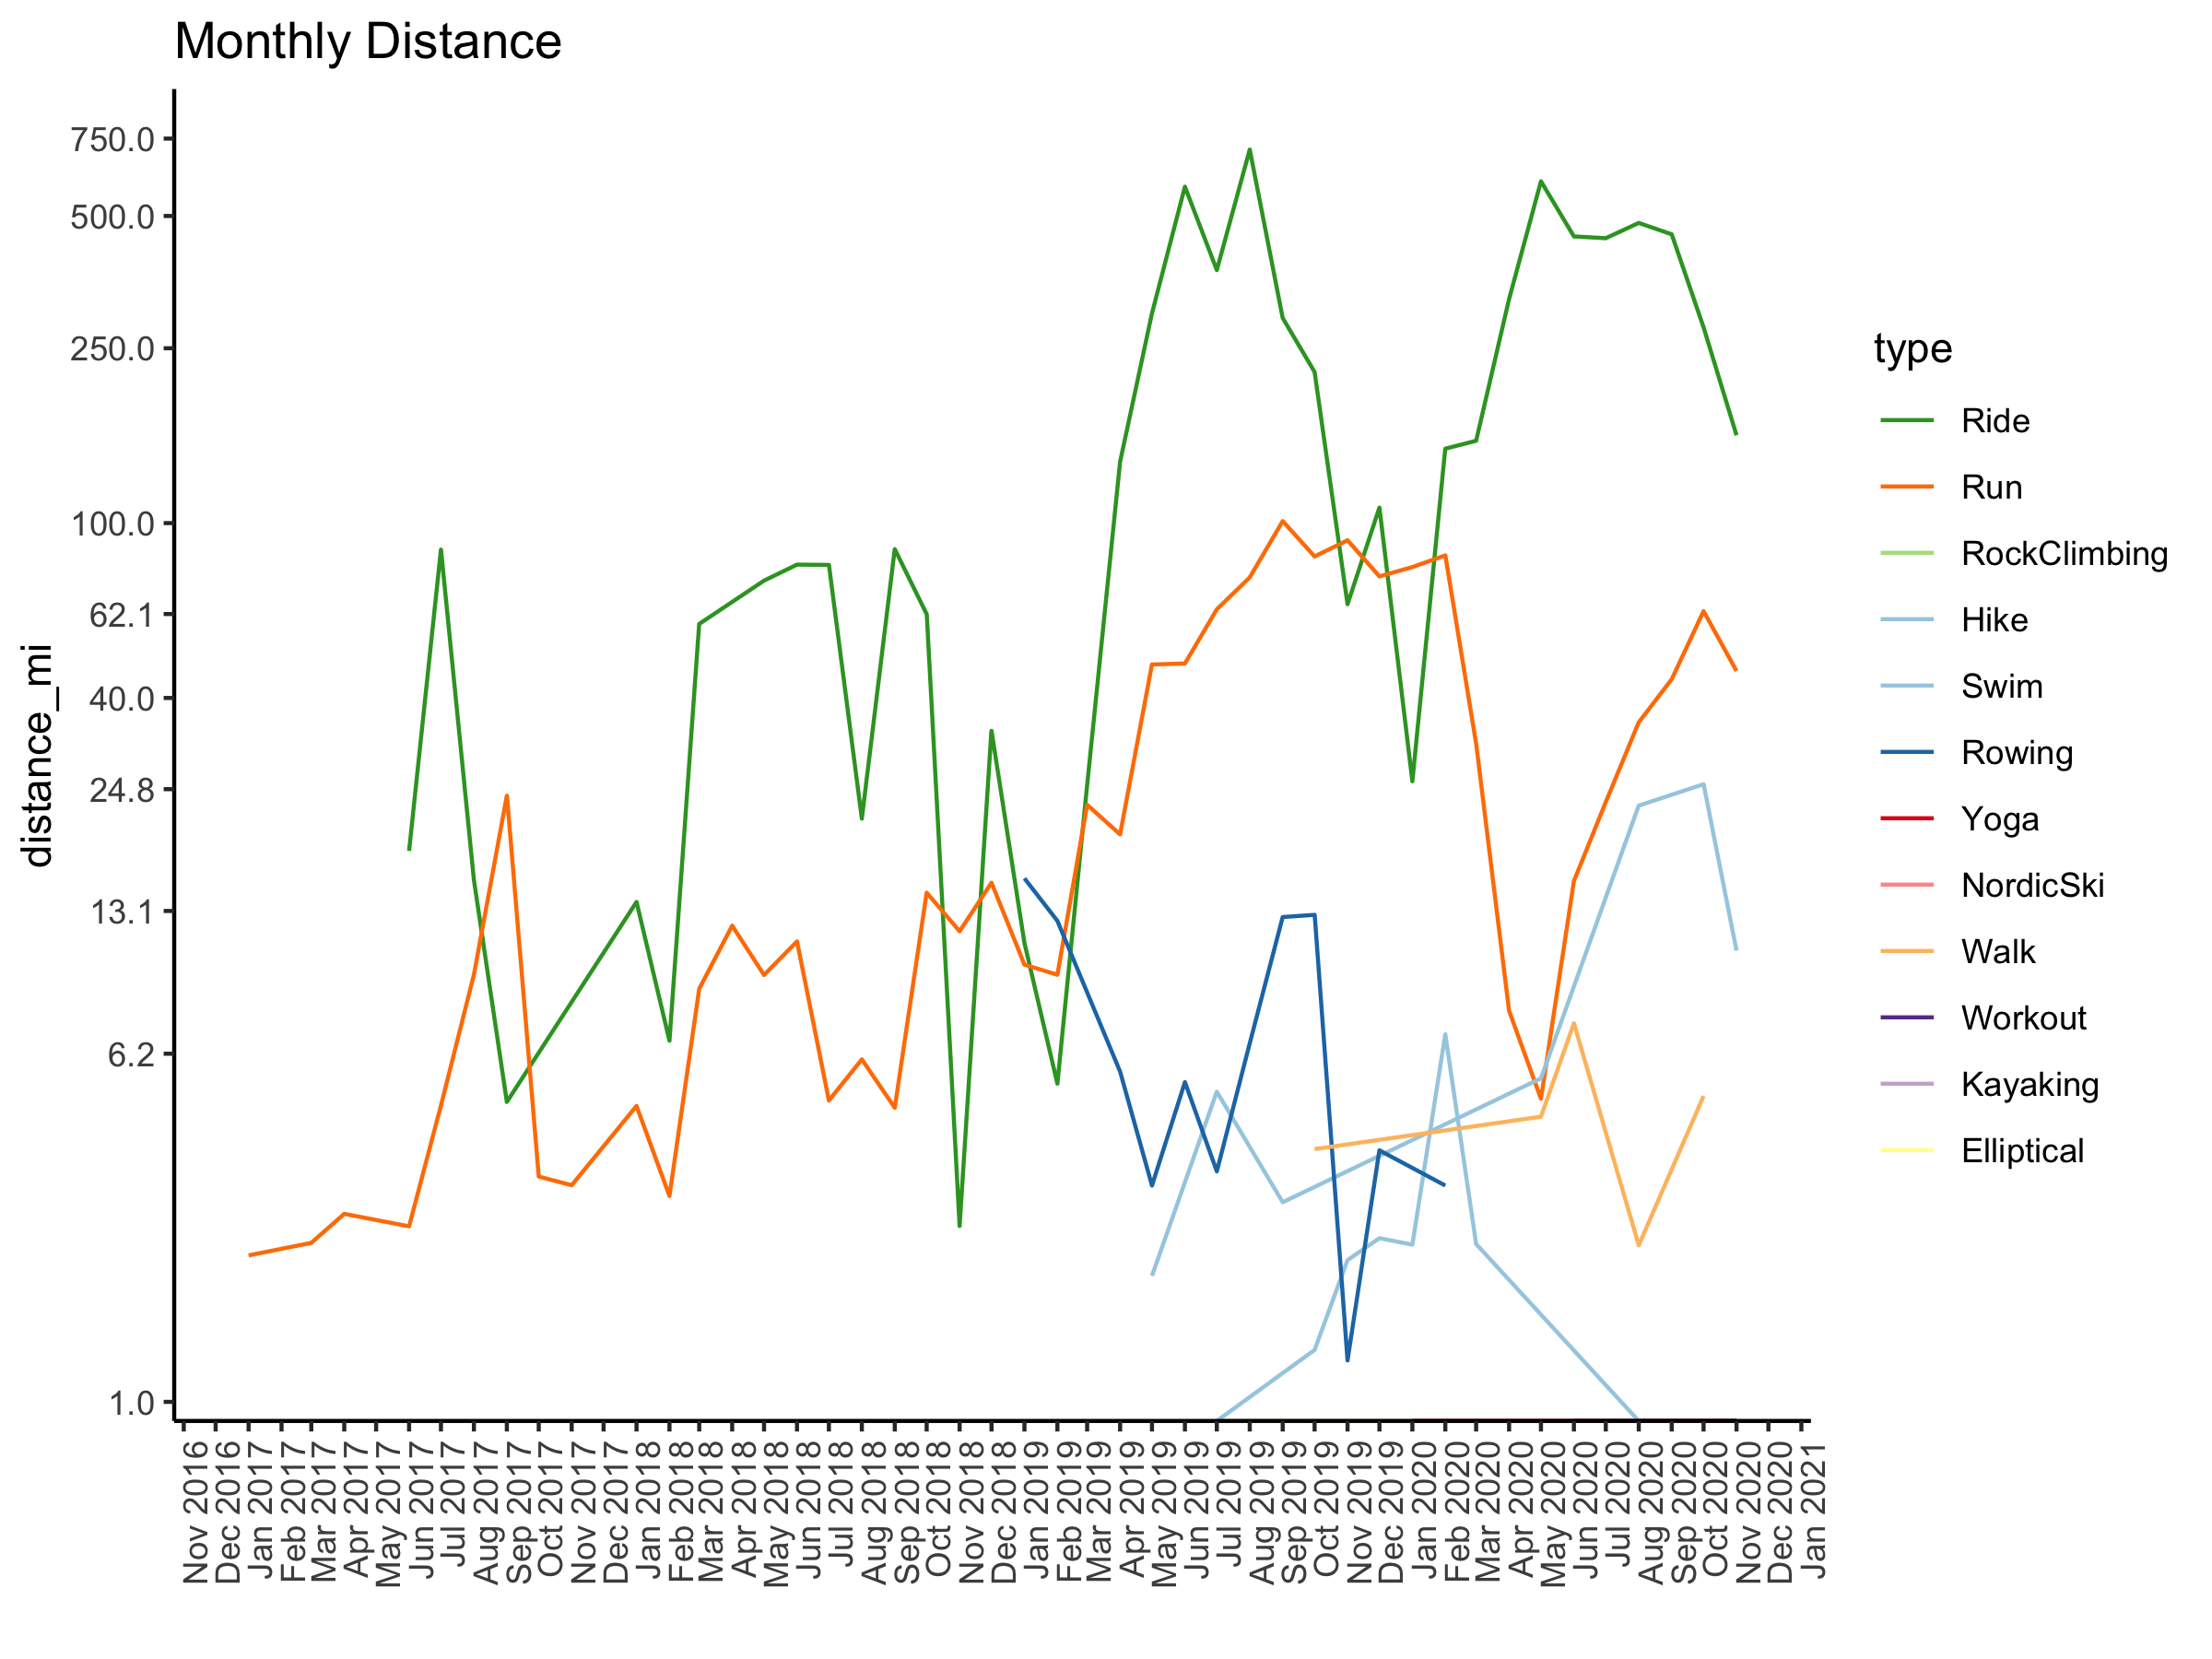 Monthly Distance
distance_mi
750.0
500.0
250.0
100.0
62.1
40.0
24.8
13.1
6.2
1.0
Nov 2016
Dec 2016
Jan 2017
Feb 2017
Mar 2017
Apr 2017
May 2017
Jun 2017
Jul 2017
Aug 2017
Sep 2017
Oct 2017
Nov 2017
Dec 2017
Jan 2018
Feb 2018
Mar 2018
Apr 2018
May 2018
Jun 2018
Jul 2018
Aug 2018
Sep 2018
Oct 2018
Nov 2018
Dec 2018
Jan 2019
Feb 2019
Mar 2019
Apr 2019
May 2019
Jun 2019
Jul 2019
Aug 2019
Sep 2019
Oct 2019
Nov 2019
Dec 2019
Jan 2020
Feb 2020
Mar 2020
Apr 2020
May 2020
Jun 2020
Jul 2020
Aug 2020
Sep 2020
Oct 2020
Nov 2020
Dec 2020
Jan 2021
type
Ride
Run
RockClimbing
Hike
Swim
Rowing
Yoga
NordicSki
Walk
Workout
Kayaking
Elliptical